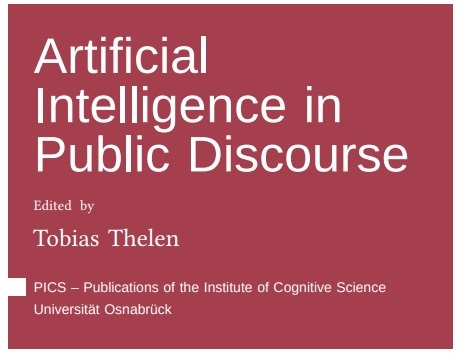 Artificial
Intelligence in
Public Discourse
Edited by
Tobias Thelen
PICS – Publications of the Institute of Cognitive Science
Universität Osnabrück